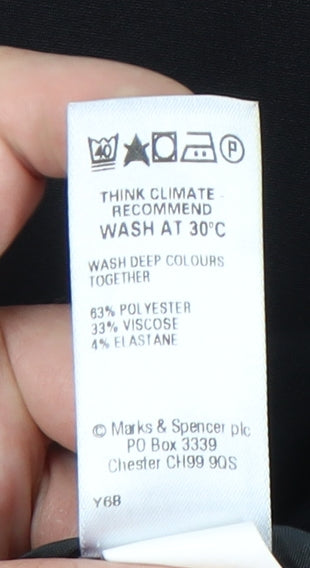 40 P
THINK CLIMATE -
RECOMMEND
WASH AT 30°C
WASH DEEP COLOURS
TOGETHER
63% POLYESTER
33% VISCOSE
4% ELASTANE
© Marks & Spencer plc
PO Box 3339
Chester CH99 9QS
Y68